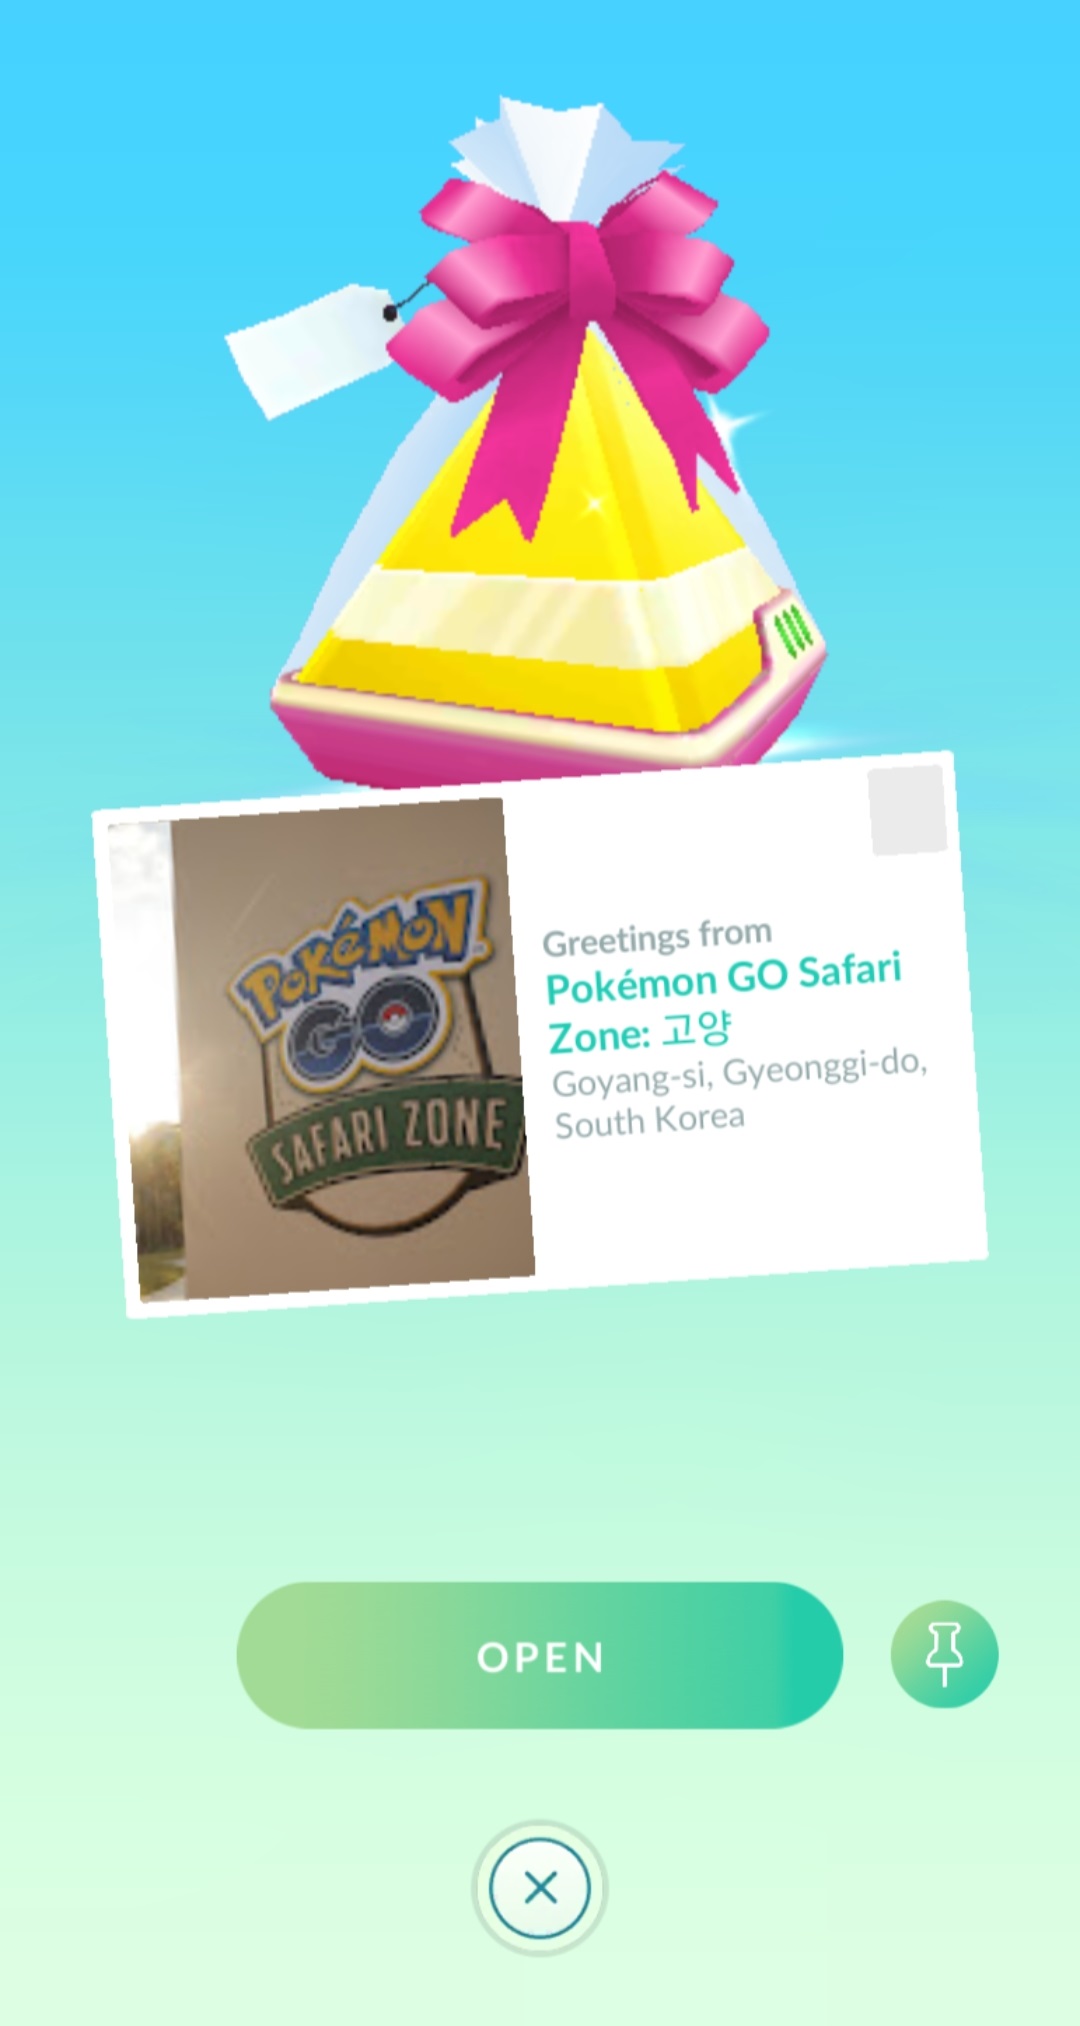 POKéMON
GO
SAFARI ZONE
Greetings from
Pokémon GO Safari
Zone: 고양
Goyang-si, Gyeonggi-do,
South Korea
OPEN